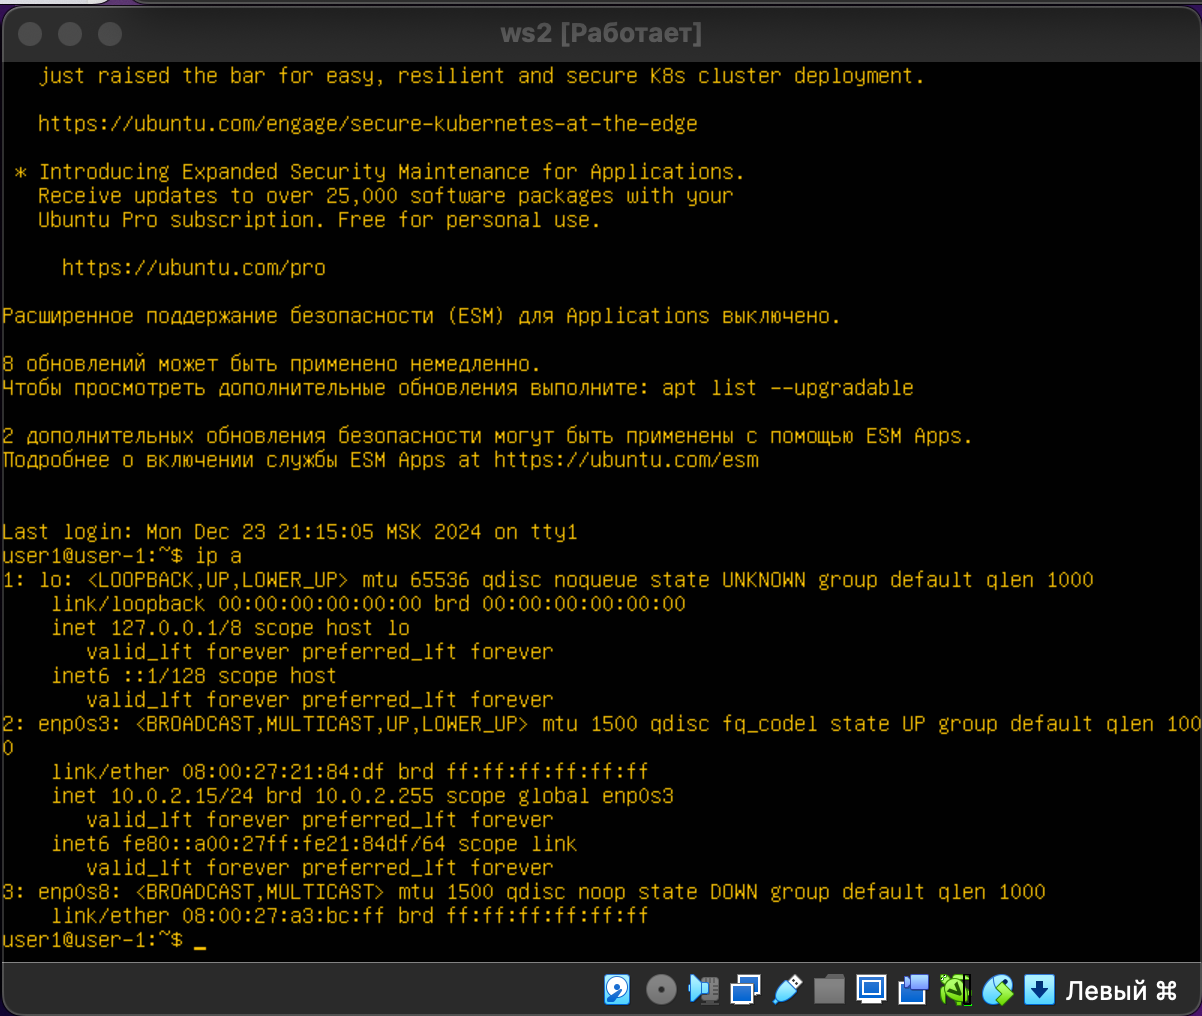 ws2 [Работает]
just raised the bar for easy, resilient and secure K8s cluster deployment.
https://ubuntu.com/engage/secure-kubernetes-at-the-edge
* Introducing Expanded Security Maintenance for Applications.
Receive updates to over 25,000 software packages with your
Ubuntu Pro subscription. Free for personal use.
https://ubuntu.com/pro
Расширенное поддержание безопасности (ESM) для Applications выключено.
8 обновлений может быть применено немедленно.
Чтобы просмотреть дополнительные обновления выполните: apt list --upgradable
2 дополнительных обновления безопасности могут быть применены с помощью ESM Apps.
Подробнее о включении службы ESM Apps at https://ubuntu.com/esm
Last login: Mon Dec 23 21:15:05 MSK 2024 on tty1
user1@user-1:~$ ip a
1: lo: <LOOPBACK,UP,LOWER_UP> mtu 65536 qdisc noqueue state UNKNOWN group default qlen 1000
link/loopback 00:00:00:00:00:00 brd 00:00:00:00:00:00
inet 127.0.0.1/8 scope host lo
valid_lft forever preferred_lft forever
inet6 ::1/128 scope host
valid_lft forever preferred_lft forever
2: enp0s3: <BROADCAST,MULTICAST,UP,LOWER_UP> mtu 1500 qdisc fq_codel state UP group default qlen 100
0
link/ether 08:00:27:21:84:df brd ff:ff:ff:ff:ff:ff
inet 10.0.2.15/24 brd 10.0.2.255 scope global enp0s3
valid_lft forever preferred_lft forever
inet6 fe80::a00:27ff:fe21:84df/64 scope link
valid_lft forever preferred_lft forever
3: enp0s8: <BROADCAST,MULTICAST> mtu 1500 qdisc noop state DOWN group default qlen 1000
link/ether 08:00:27:a3:bc:ff brd ff:ff:ff:ff:ff:ff
user1@user-1:~$ _
Левый ⌘